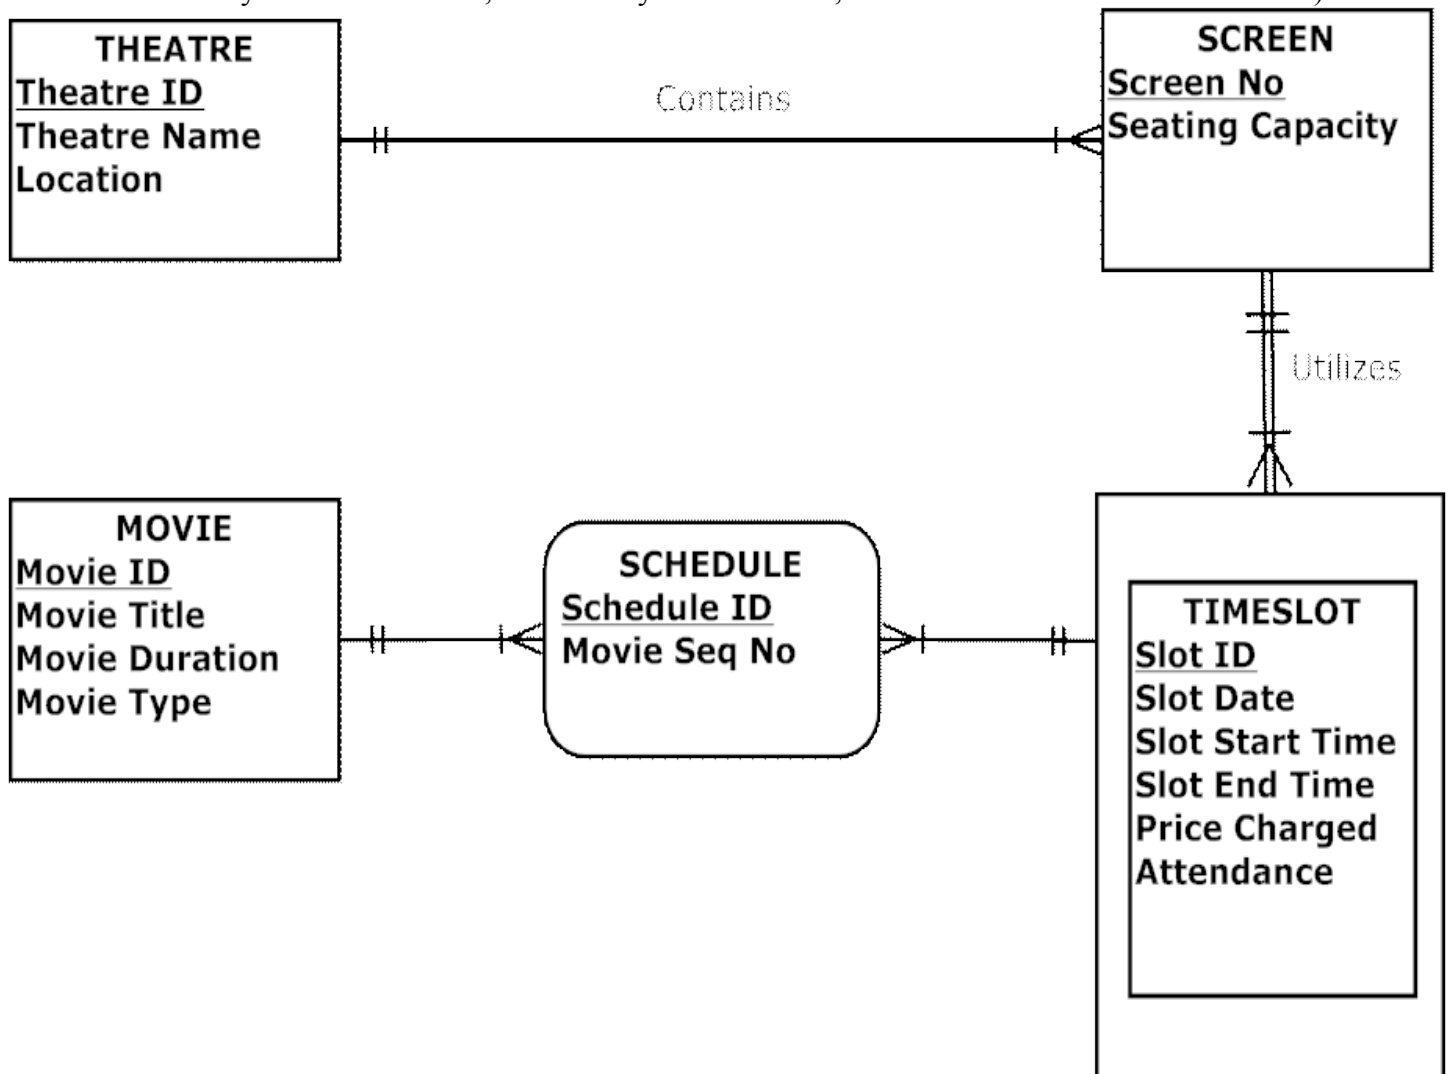 THEATRE
Theatre ID
Theatre Name
Location
Contains
SCREEN
Screen No
Seating Capacity
Utilizes
MOVIE
Movie ID
Movie Title
Movie Duration
Movie Type
SCHEDULE
Schedule ID
Movie Seq No
TIMESLOT
Slot ID
Slot Date
Slot Start Time
Slot End Time
Price Charged
Attendance